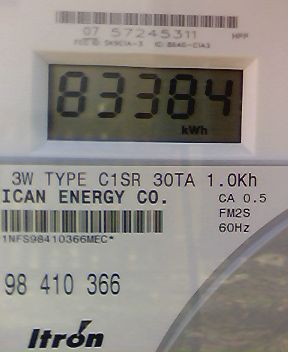 07 57245311
83384
kWh
3W TYPE C1SR 30TA 1.0Kh
ICAN ENERGY CO.
CA 0.5
FM2S
60Hz
1NFS98410366MEC*
98 410 366
Itron